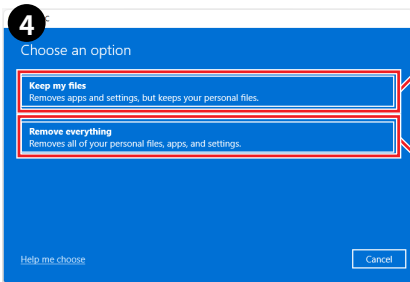 4
Choose an option
Keep my files
Removes apps and settings, but keeps your personal files.
Remove everything
Removes all of your personal files, apps, and settings.
Help me choose
Cancel